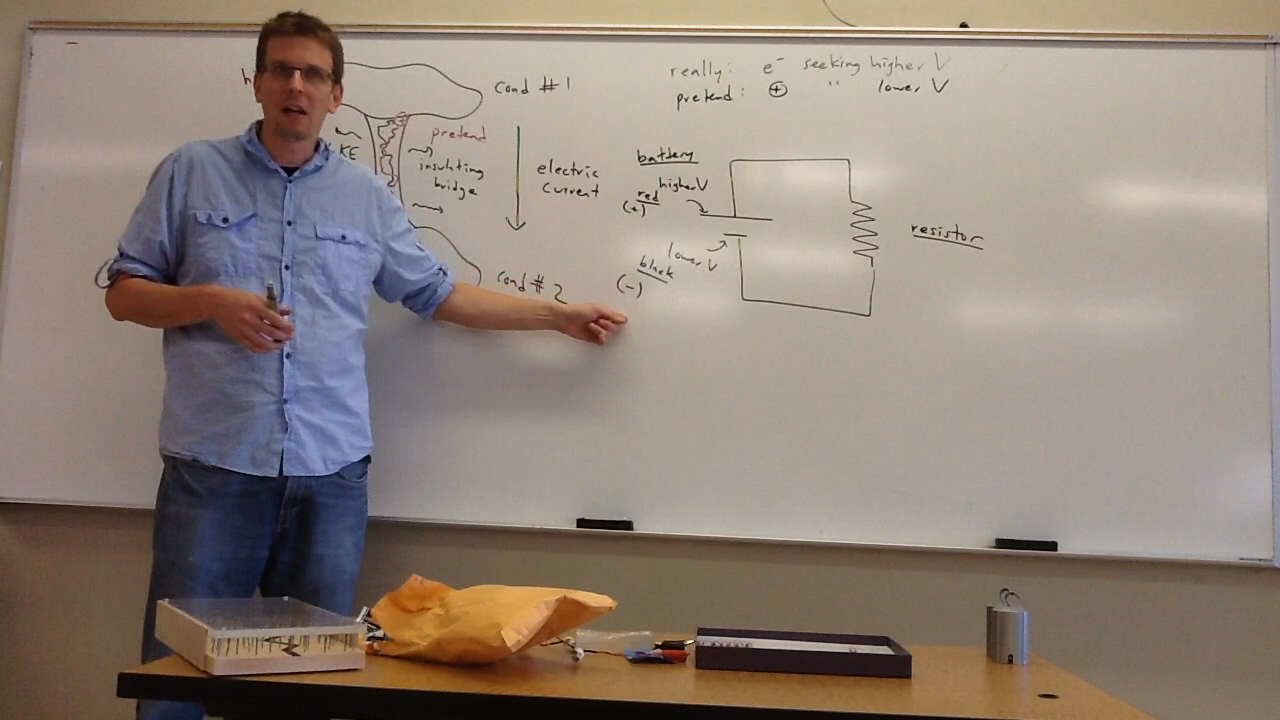 h
cond #1
pretend
KE
insulting
bridge
electric
current
cond # 2
really: e⁻ seeking higher V
pretend: ⊕ " lower V
battery
higher V
red
(+)
lower V
black
(-)
resistor